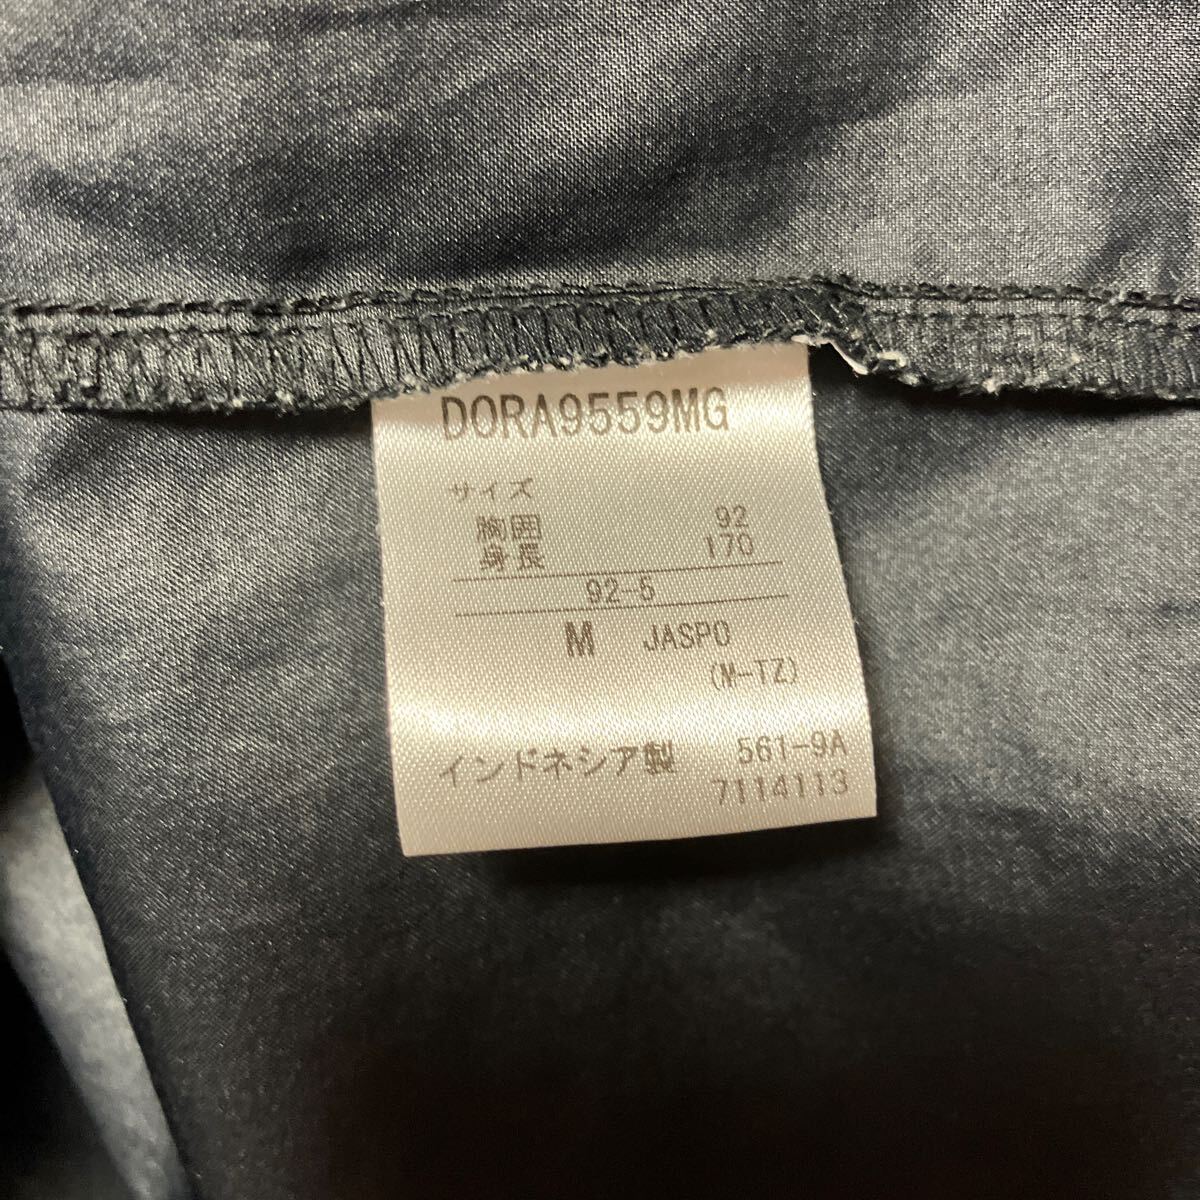 DORA9559MG
サイズ
胸囲 92
身長 170
92-5
M JASPO
(M-TZ)
インドネシア製 561-9A
7114113